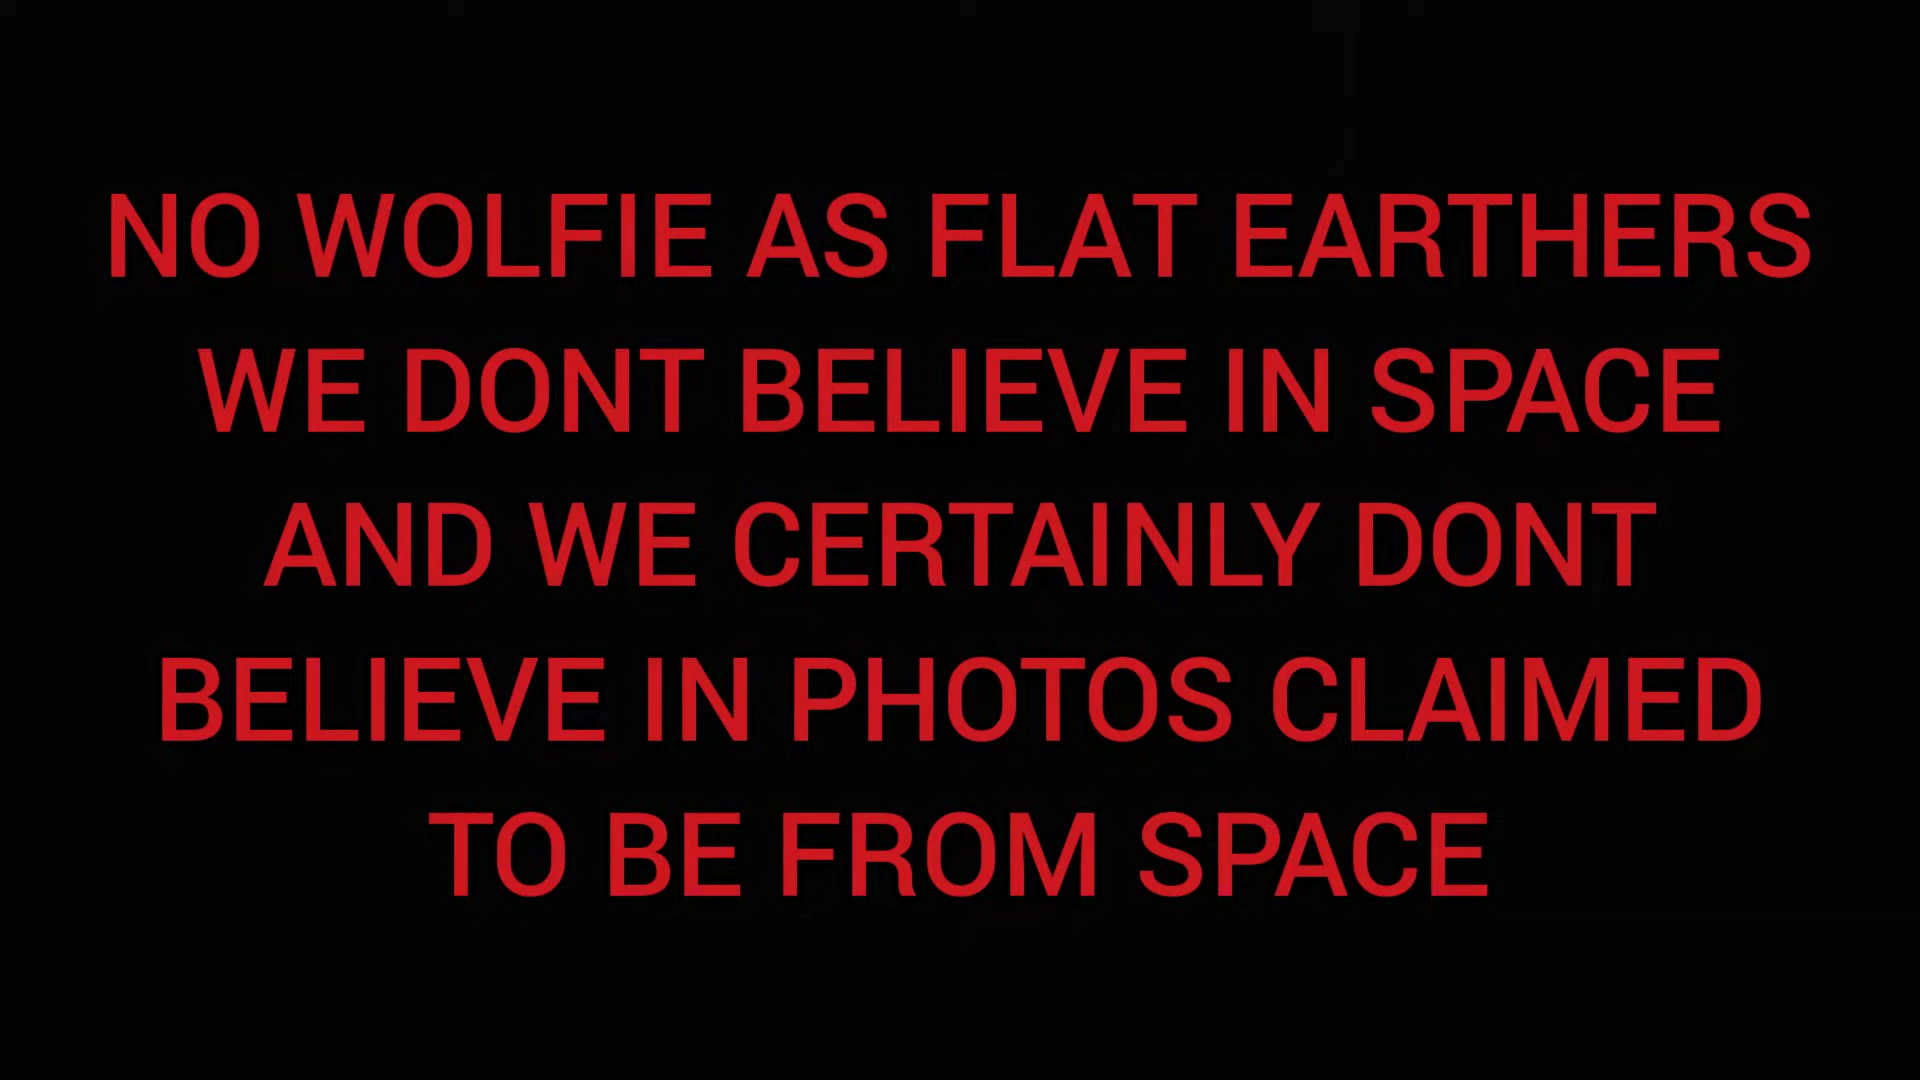 NO WOLFIE AS FLAT EARTHERS
WE DONT BELIEVE IN SPACE
AND WE CERTAINLY DONT
BELIEVE IN PHOTOS CLAIMED
TO BE FROM SPACE